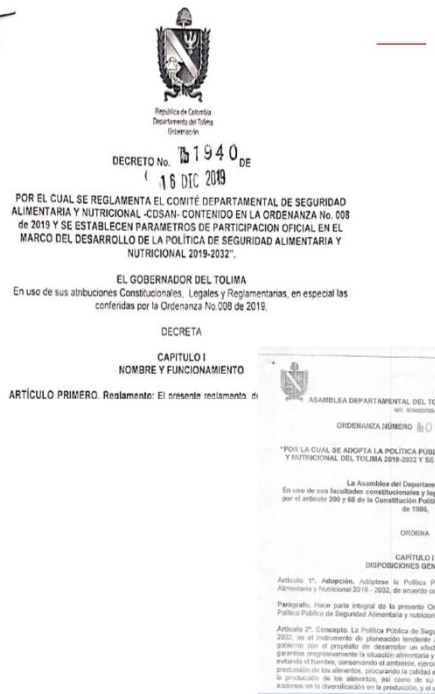 República de Colombia
Departamento del Tolima
Gobernación
DECRETO No. 1940 DE
16 DIC 2019
POR EL CUAL SE REGLAMENTA EL COMITÉ DEPARTAMENTAL DE SEGURIDAD
ALIMENTARIA Y NUTRICIONAL -CDSAN- CONTENIDO EN LA ORDENANZA No. 008
de 2019 Y SE ESTABLECEN PARAMETROS DE PARTICIPACION OFICIAL EN EL
MARCO DEL DESARROLLO DE LA POLÍTICA DE SEGURIDAD ALIMENTARIA Y
NUTRICIONAL 2019-2032".
EL GOBERNADOR DEL TOLIMA
En uso de sus atribuciones Constitucionales, Legales y Reglamentarias, en especial las
conferidas por la Ordenanza No.008 de 2019,
DECRETA
CAPITULO I
NOMBRE Y FUNCIONAMIENTO
ARTÍCULO PRIMERO. Reglamento: El presente reglamento
ASAMBLEA DEPARTAMENTAL DEL TO
ORDENANZA NÚMERO
"POR LA CUAL SE ADOPTA LA POLÍTICA PÚBL
Y NUTRICIONAL DEL TOLIMA 2019-2032 Y SE
La Asamblea del Departam
En uso de sus facultades constitucionales y leg
por el artículo 300 y 65 de la Constitución Políti
de 1986,
ORDENA
CAPÍTULO I
DISPOSICIONES GEN
Artículo 1°. Adopción. Adóptese la Política P
Alimentaria y Nutricional 2019 - 2032, de acuerdo co
Parágrafo. Hace parte integral de la presente Or
Política Pública de Seguridad Alimentaria y nutricion
Artículo 2°. Concepto. La Política Pública de Segu
2032, es el instrumento de planeación tendiente
gobierno con el propósito de desarrollar un efect
garantice progresivamente la situación alimentaria y
evitando el hambre, conservando el ambiente, ejerc
producción de los alimentos, procurando la calidad e
la producción de los alimentos, así como de su
acciones en la diversificación en la producción, y el u